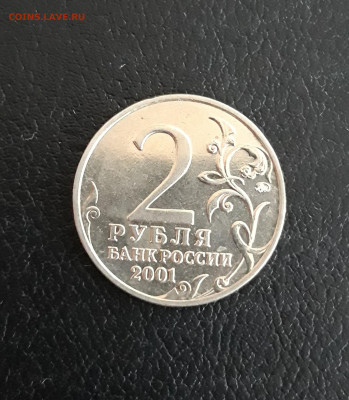 COINS.LAVE.RU
2
РУБЛЯ
БАНК РОССИИ
2001